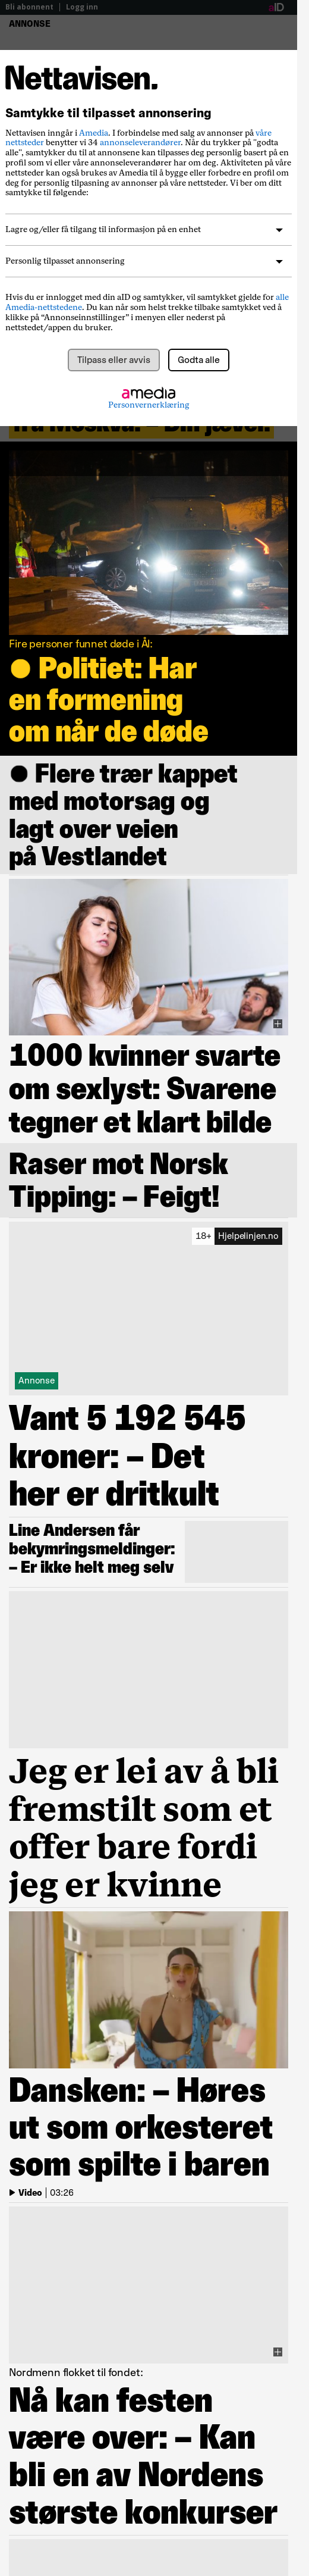 Bli abonnent | Logg inn
aID
ANNONSE
Nettavisen.
Samtykke til tilpasset annonsering
Nettavisen inngår i Amedia. I forbindelse med salg av annonser på våre
nettsteder benytter vi 34 annonseleverandører. Når du trykker på "godta
alle", samtykker du til at annonsene kan tilpasses deg personlig basert på en
profil som vi eller våre annonseleverandører har om deg. Aktiviteten på våre
nettsteder kan også brukes av Amedia til å bygge eller forbedre en profil om
deg for personlig tilpasning av annonser på våre nettsteder. Vi ber om ditt
samtykke til følgende:
Lagre og/eller få tilgang til informasjon på en enhet
Personlig tilpasset annonsering
Hvis du er innlogget med din aID og samtykker, vil samtykket gjelde for alle
Amedia-nettstedene. Du kan når som helst trekke tilbake samtykket ved å
klikke på “Annonseinnstillinger” i menyen eller nederst på
nettstedet/appen du bruker.
Tilpass eller avvis
Godta alle
amedia
Personvernerklæring
fra Moskva: – Din jævel!
Fire personer funnet døde i Ål:
Politiet: Har
en formening
om når de døde
Flere trær kappet
med motorsag og
lagt over veien
på Vestlandet
1000 kvinner svarte
om sexlyst: Svarene
tegner et klart bilde
Raser mot Norsk
Tipping: – Feigt!
18+ Hjelpelinjen.no
Annonse
Vant 5 192 545
kroner: – Det
her er dritkult
Line Andersen får
bekymringsmeldinger:
– Er ikke helt meg selv
Jeg er lei av å bli
fremstilt som et
offer bare fordi
jeg er kvinne
Dansken: – Høres
ut som orkesteret
som spilte i baren
Video | 03:26
Nordmenn flokket til fondet:
Nå kan festen
være over: – Kan
bli en av Nordens
største konkurser